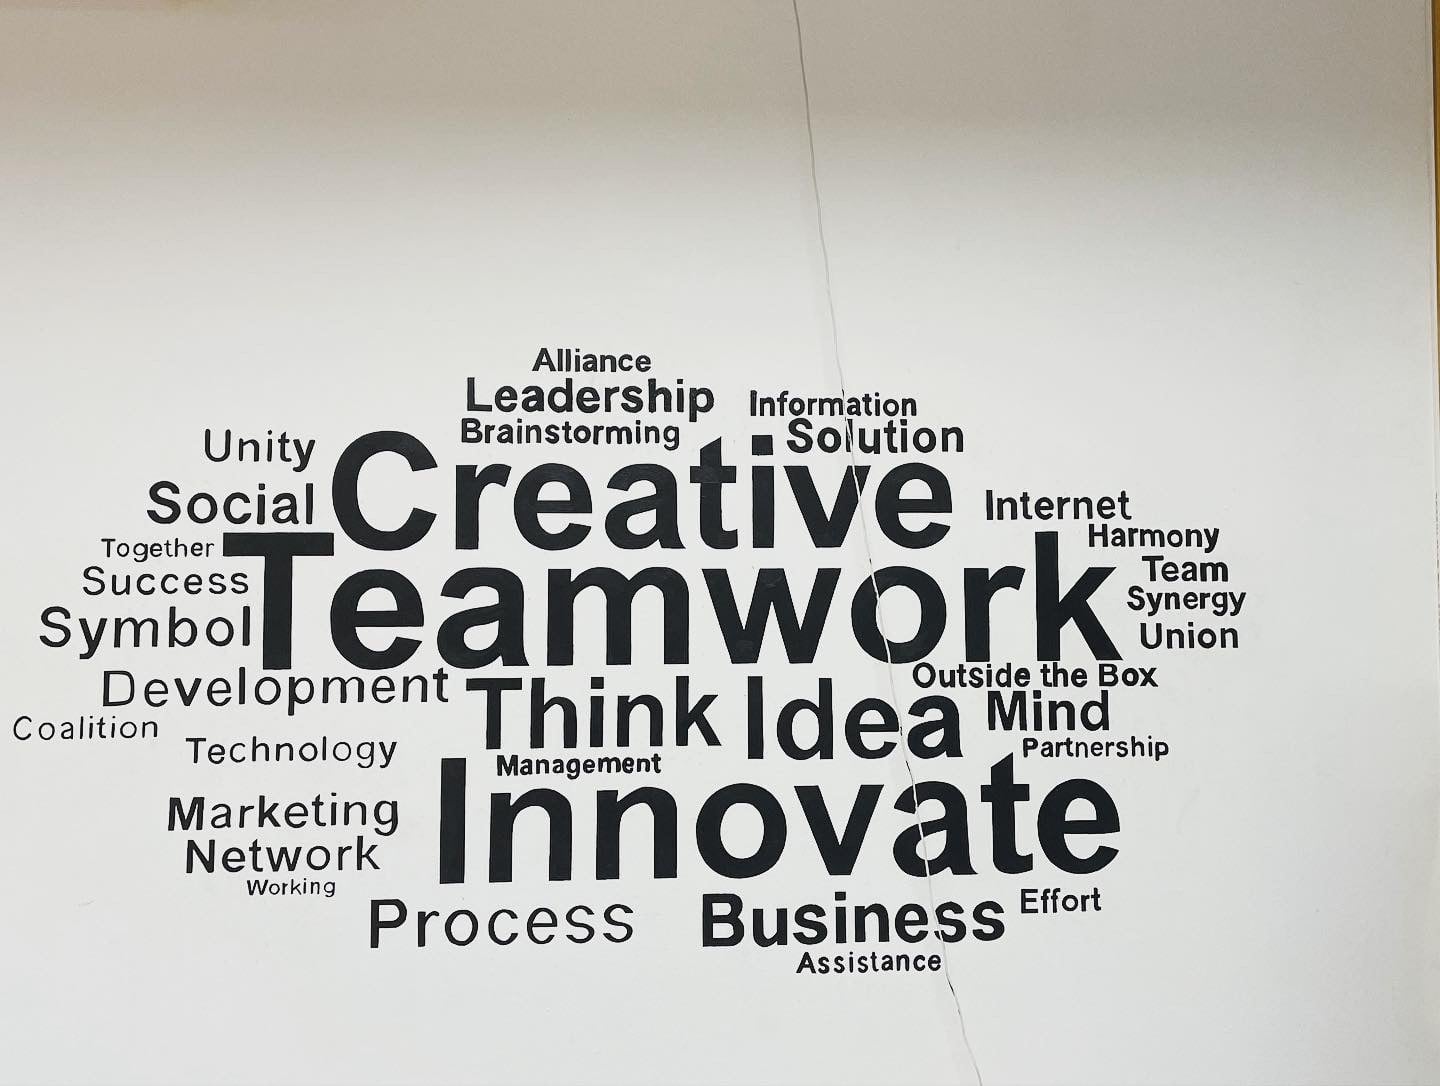 Alliance
Leadership
Information
Brainstorming
Solution
Unity
Creative
Social
Internet
Harmony
Together
Teamwork
Team
Success
Synergy
Symbol
Union
Outside the Box
Development
Think Idea
Mind
Coalition
Technology
Partnership
Management
Innovate
Marketing
Network
Working
Process
Business
Effort
Assistance